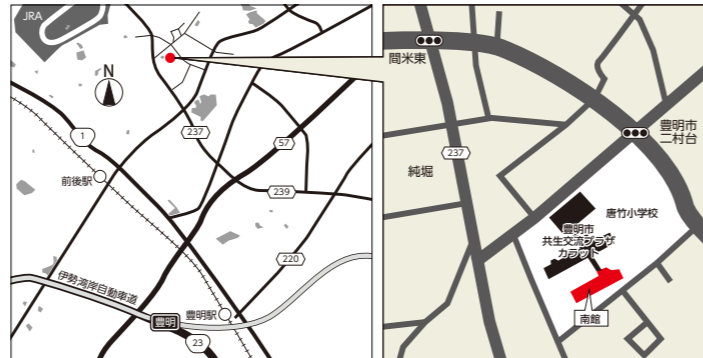 JRA
N
1
237
57
前後駅
239
220
伊勢湾岸自動車道
豊明
豊明駅
23
間米東
237
純堀
豊明市
二村台
唐竹小学校
豊明市
共生交流プラザ
カラット
南館